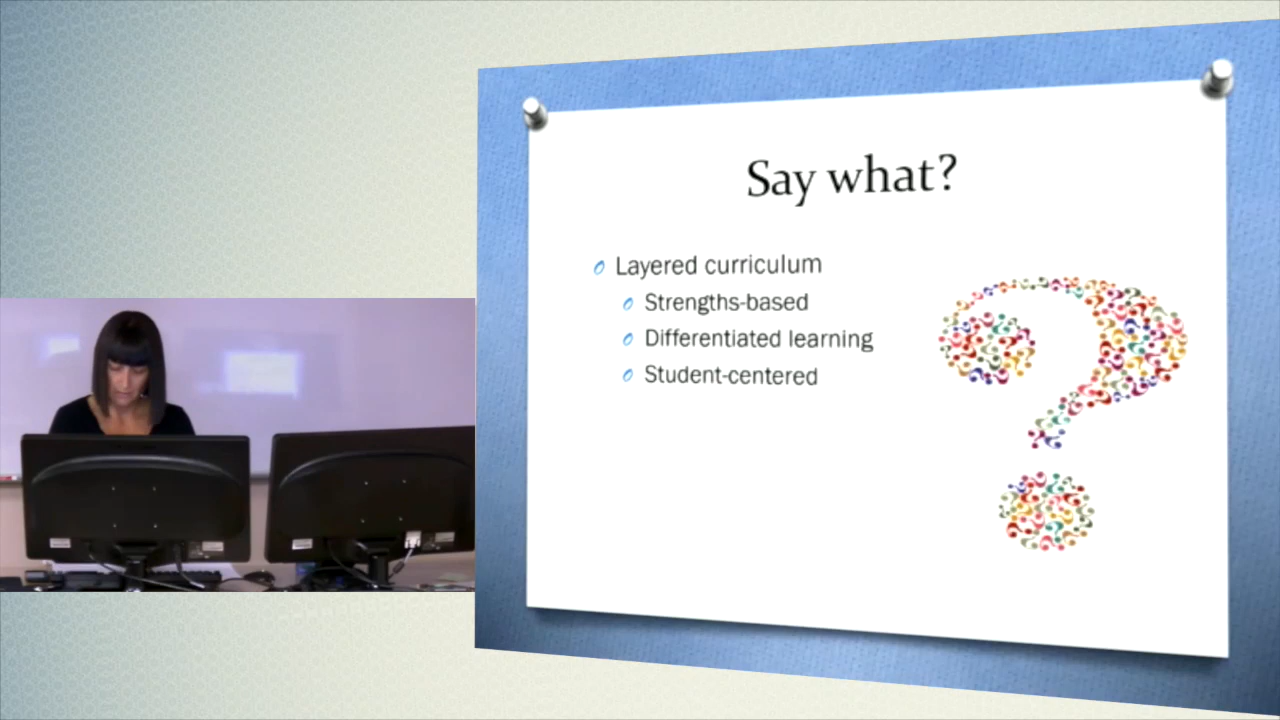 Say what?
Layered curriculum
Strengths-based
Differentiated learning
Student-centered